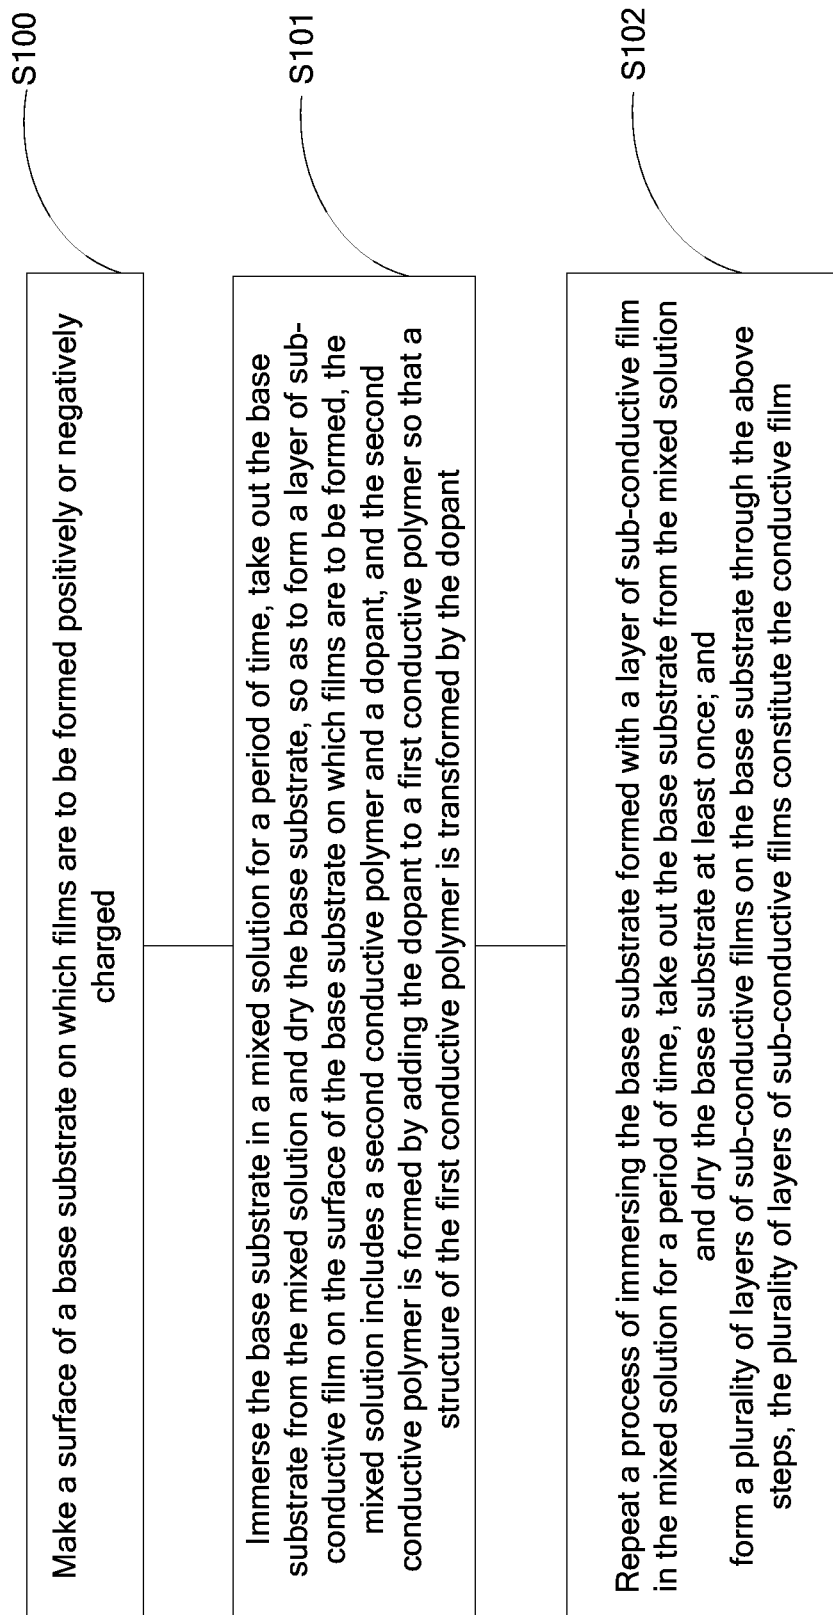 Make a surface of a base substrate on which films are to be formed positively or negatively
charged
S100
Immerse the base substrate in a mixed solution for a period of time, take out the base
substrate from the mixed solution and dry the base substrate, so as to form a layer of sub-
conductive film on the surface of the base substrate on which films are to be formed, the
mixed solution includes a second conductive polymer and a dopant, and the second
conductive polymer is formed by adding the dopant to a first conductive polymer so that a
structure of the first conductive polymer is transformed by the dopant
S101
Repeat a process of immersing the base substrate formed with a layer of sub-conductive film
in the mixed solution for a period of time, take out the base substrate from the mixed solution
and dry the base substrate at least once; and
form a plurality of layers of sub-conductive films on the base substrate through the above
steps, the plurality of layers of sub-conductive films constitute the conductive film
S102